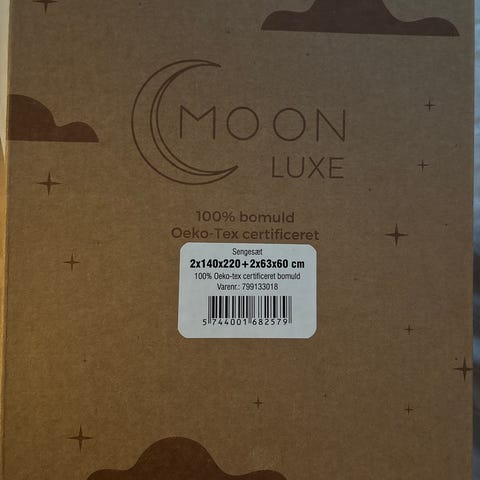 MOON
LUXE
100% bomuld
Oeko-Tex certificeret
Sengesæt
2x140x220+2x63x60 cm
100% Oeko-tex certificeret bomuld
Varenr.: 799133018
5 744001 682579